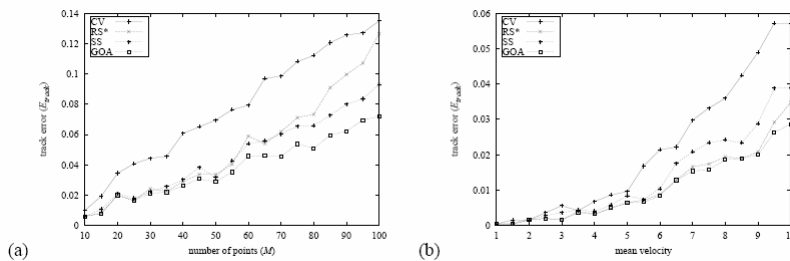 (a)
track error (E_track)
0.14
0.12
0.1
0.08
0.06
0.04
0.02
0
CV
RS*
SS
GOA
10 20 30 40 50 60 70 80 90 100
number of points (M)
(b)
track error (E_track)
0.06
0.05
0.04
0.03
0.02
0.01
0
CV
RS*
SS
GOA
1 2 3 4 5 6 7 8 9
mean velocity